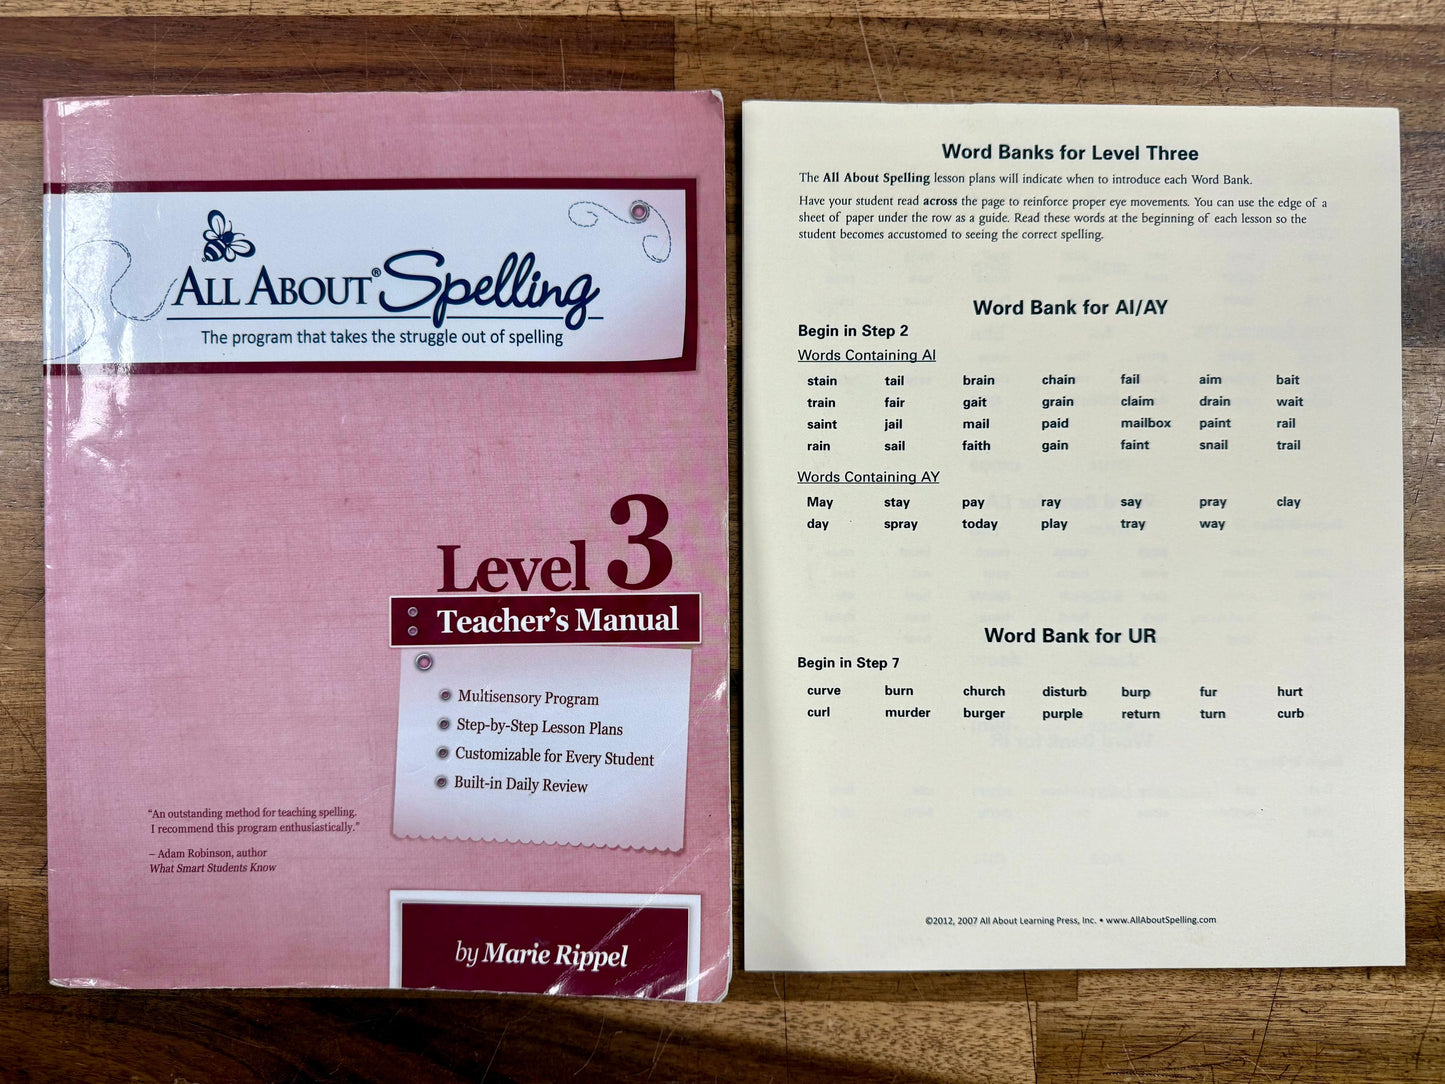 ALL ABOUT® Spelling
The program that takes the struggle out of spelling
Level 3
Teacher's Manual
Multisensory Program
Step-by-Step Lesson Plans
Customizable for Every Student
Built-in Daily Review
"An outstanding method for teaching spelling.
I recommend this program enthusiastically."
– Adam Robinson, author
What Smart Students Know
by Marie Rippel
Word Banks for Level Three
The All About Spelling lesson plans will indicate when to introduce each Word Bank.
Have your student read across the page to reinforce proper eye movements. You can use the edge of a
sheet of paper under the row as a guide. Read these words at the beginning of each lesson so the
student becomes accustomed to seeing the correct spelling.
Word Bank for AI/AY
Begin in Step 2
Words Containing AI
stain tail brain chain fail aim bait
train fair gait grain claim drain wait
saint jail mail paid mailbox paint rail
rain sail faith gain faint snail trail
Words Containing AY
May stay pay ray say pray clay
day spray today play tray way
Word Bank for UR
Begin in Step 7
curve burn church disturb burp fur hurt
curl murder burger purple return turn curb
©2012, 2007 All About Learning Press, Inc. • www.AllAboutSpelling.com